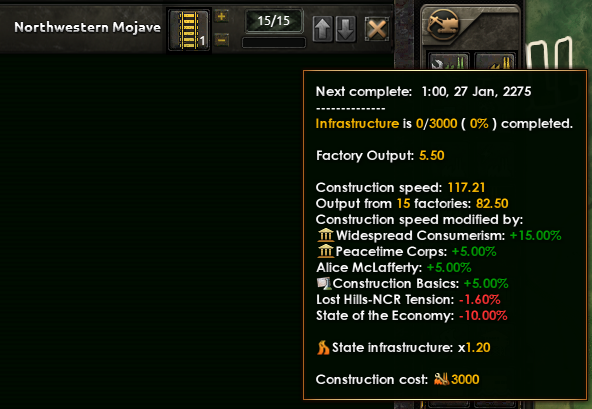 Northwestern Mojave
1
15/15
Next complete: 1:00, 27 Jan, 2275
--------------
Infrastructure is 0/3000 ( 0% ) completed.
Factory Output: 5.50
Construction speed: 117.21
Output from 15 factories: 82.50
Construction speed modified by:
Widespread Consumerism: +15.00%
Peacetime Corps: +5.00%
Alice McLafferty: +5.00%
Construction Basics: +5.00%
Lost Hills-NCR Tension: -1.60%
State of the Economy: -10.00%
State infrastructure: x1.20
Construction cost: 3000